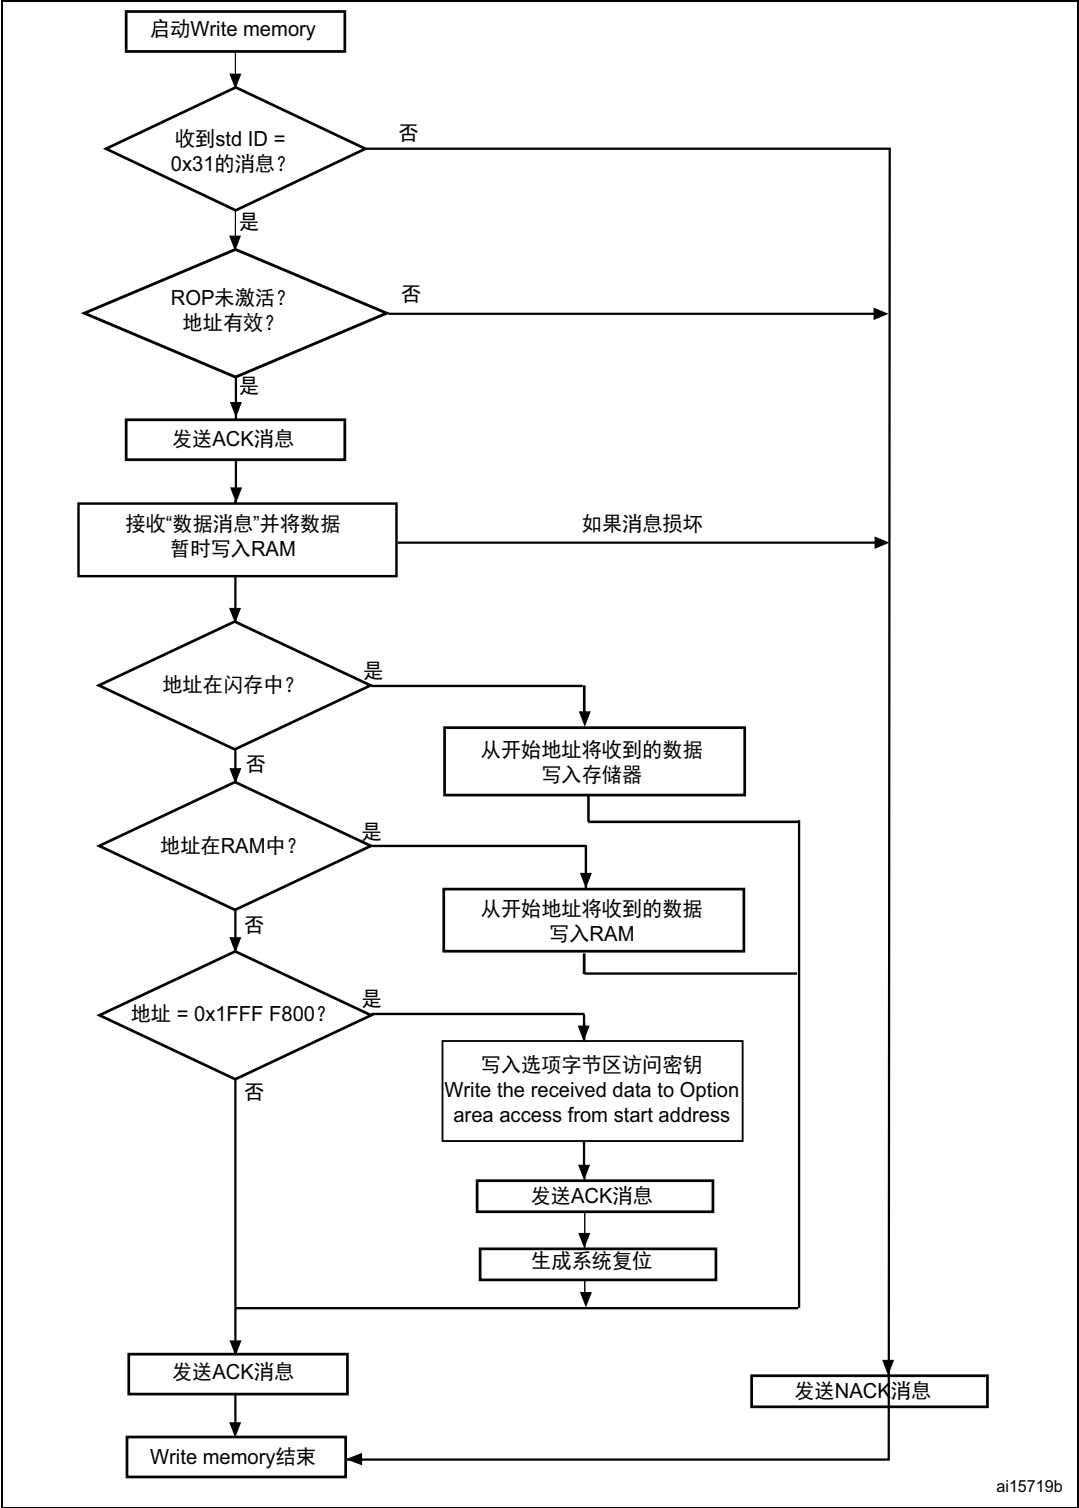 启动Write memory
收到std ID =
0x31的消息?
否
是
ROP未激活?
地址有效?
否
是
发送ACK消息
接收“数据消息”并将数据
暂时写入RAM
如果消息损坏
地址在闪存中?
是
从开始地址将收到的数据
写入存储器
否
地址在RAM中?
是
从开始地址将收到的数据
写入RAM
否
地址 = 0x1FFF F800?
是
写入选项字节区访问密钥
Write the received data to Option
area access from start address
否
发送ACK消息
生成系统复位
发送ACK消息
发送NACK消息
Write memory结束
ai15719b